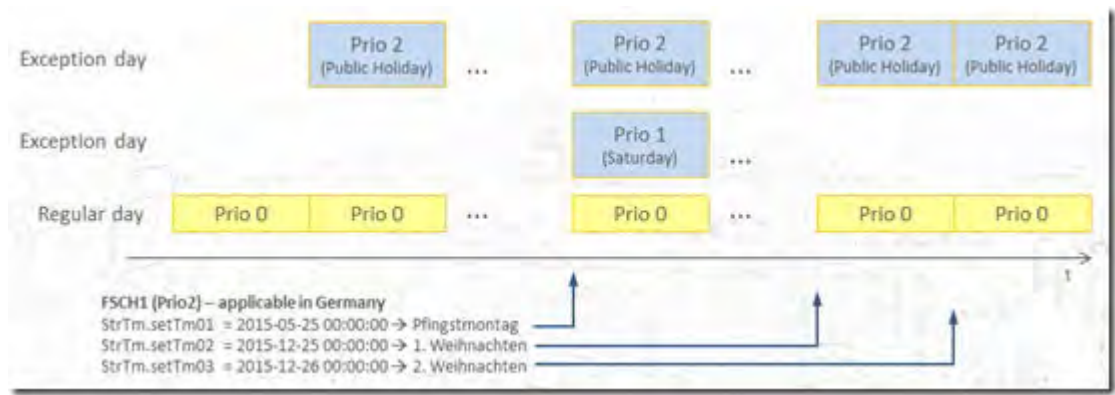 Exception day
Prio 2
(Public Holiday)
...
Prio 2
(Public Holiday)
...
Prio 2
(Public Holiday)
Prio 2
(Public Holiday)
Exception day
Prio 1
(Saturday)
...
Regular day
Prio 0
Prio 0
...
Prio 0
...
Prio 0
Prio 0
t
FSCH1 (Prio2) – applicable in Germany
StrTm.setTm01 = 2015-05-25 00:00:00 → Pfingstmontag
StrTm.setTm02 = 2015-12-25 00:00:00 → 1. Weihnachten
StrTm.setTm03 = 2015-12-26 00:00:00 → 2. Weihnachten